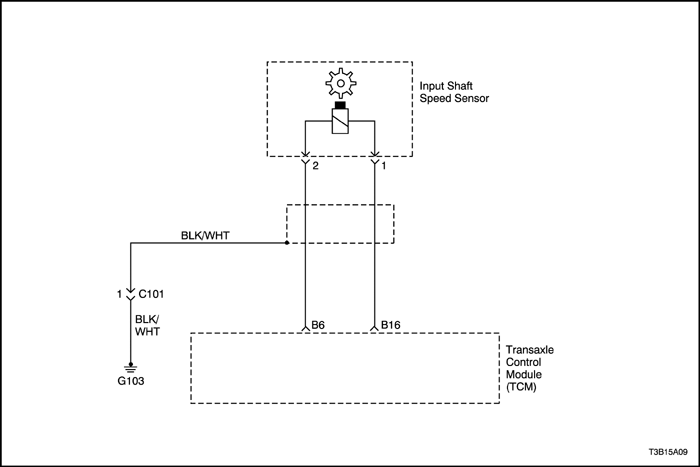 Input Shaft
Speed Sensor
2
1
BLK/WHT
1
C101
BLK/
WHT
B6
B16
G103
Transaxle
Control
Module
(TCM)
T3B15A09